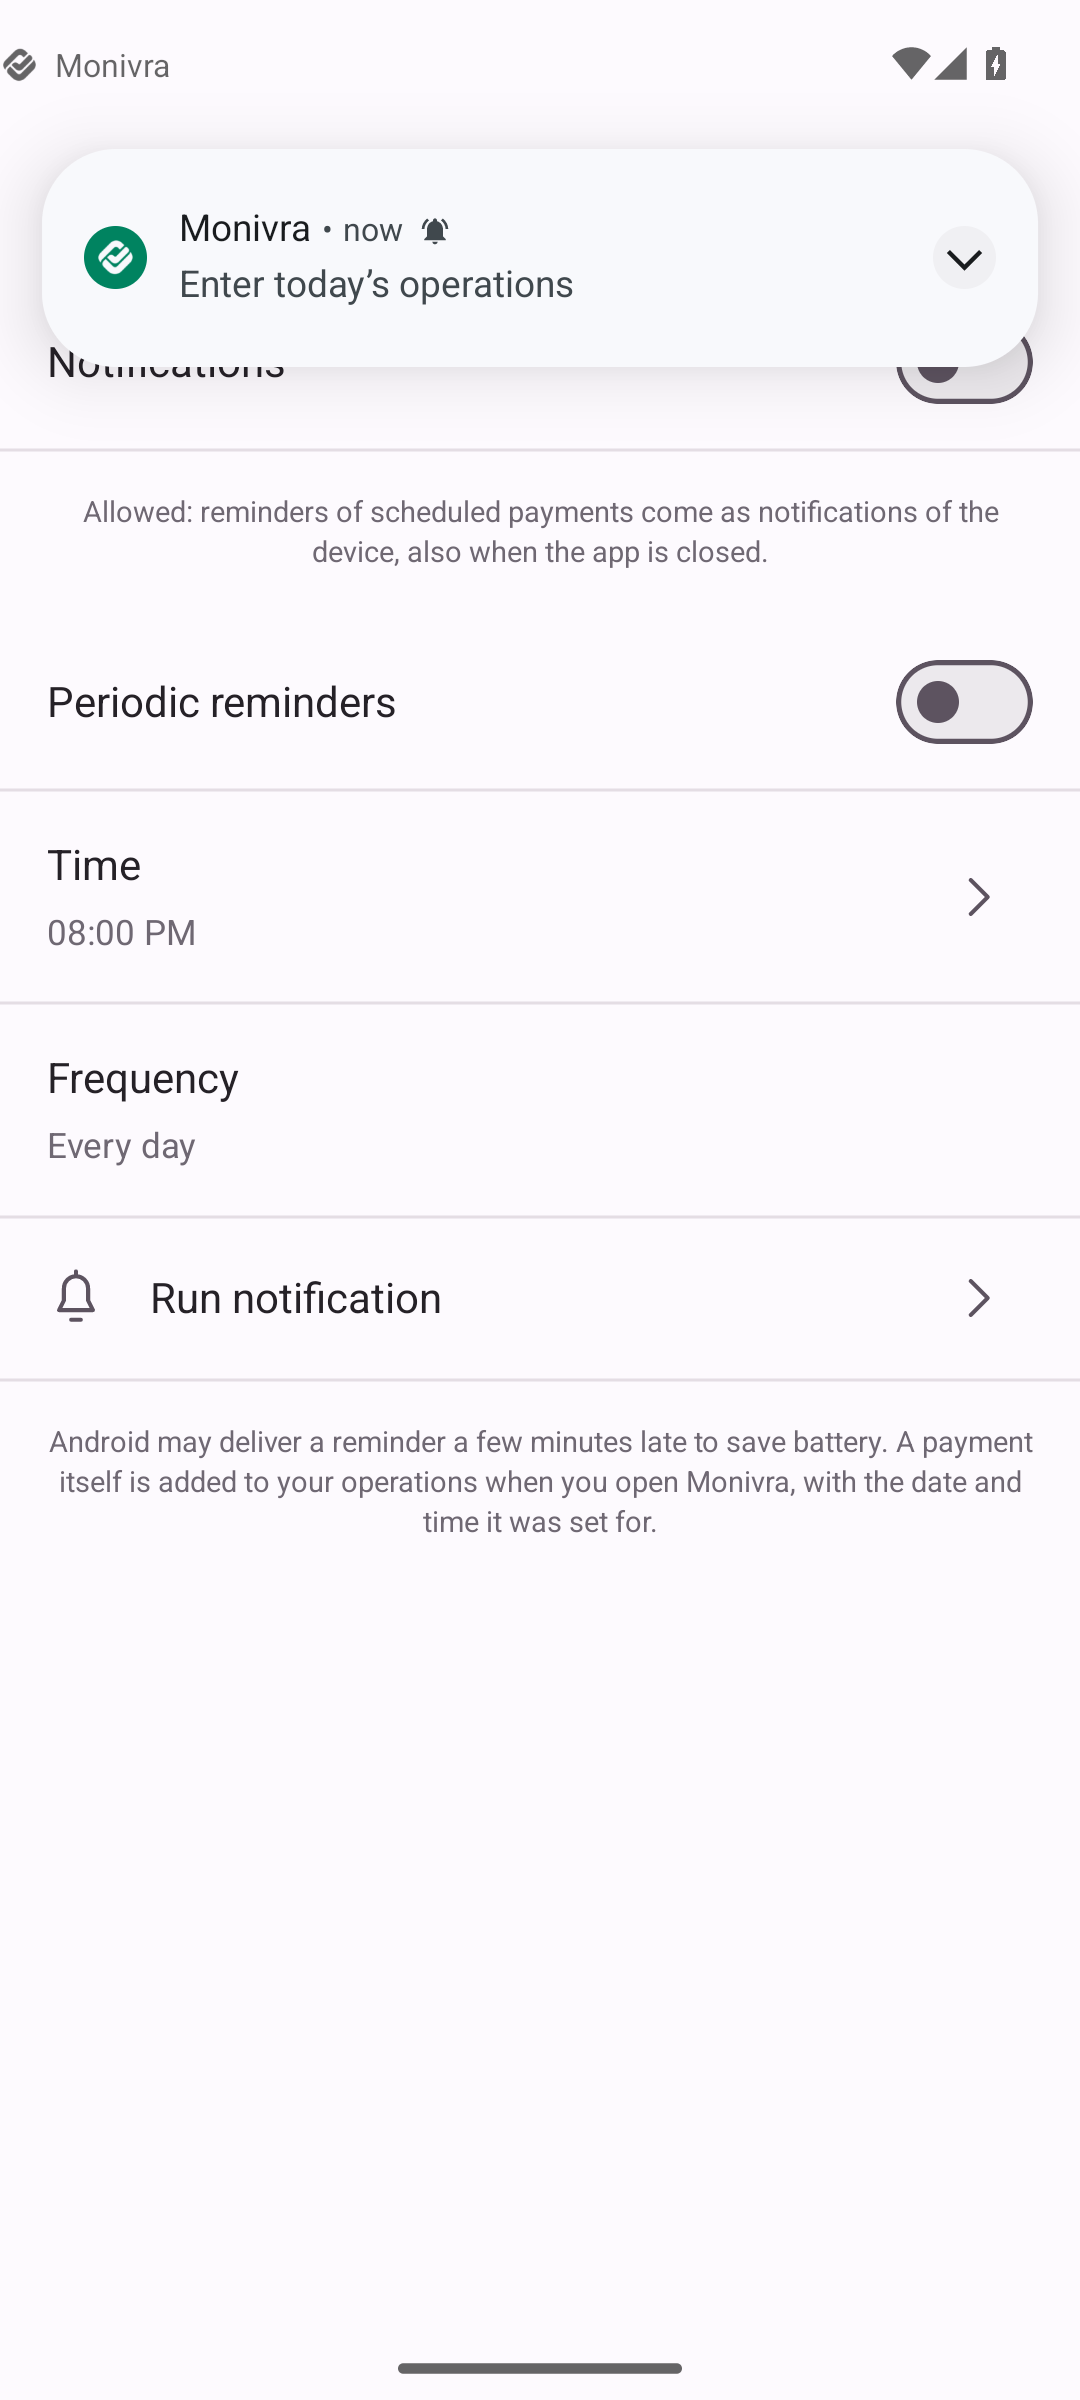 Monivra
Monivra • now
Enter today’s operations
Notifications
Allowed: reminders of scheduled payments come as notifications of the
device, also when the app is closed.
Periodic reminders
Time
08:00 PM
Frequency
Every day
Run notification
Android may deliver a reminder a few minutes late to save battery. A payment
itself is added to your operations when you open Monivra, with the date and
time it was set for.